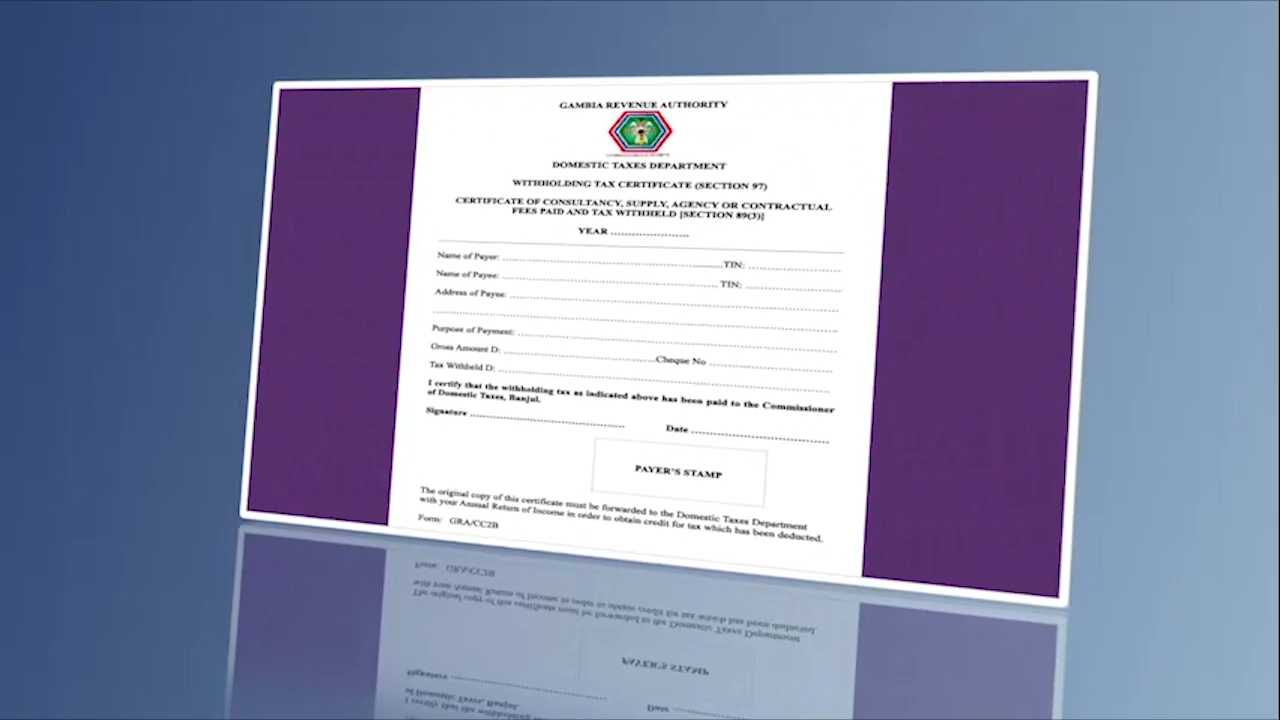 GAMBIA REVENUE AUTHORITY
DOMESTIC TAXES DEPARTMENT
WITHHOLDING TAX CERTIFICATE (SECTION 97)
CERTIFICATE OF CONSULTANCY, SUPPLY, AGENCY OR CONTRACTUAL
FEES PAID AND TAX WITHHELD [SECTION 89(3)]
YEAR ......................
Name of Payer: .......................................................... TIN: ........................
Name of Payee: .......................................................... TIN: ........................
Address of Payee: ....................................................................................
....................................................................................................
Purpose of Payment: ................................................................................
Gross Amount D: ........................................ Cheque No ................................
Tax Withheld D: ......................................................................................
I certify that the withholding tax as indicated above has been paid to the Commissioner
of Domestic Taxes, Banjul.
Signature ........................................ Date ....................................
PAYER'S STAMP
The original copy of this certificate must be forwarded to the Domestic Taxes Department
with your Annual Return of Income in order to obtain credit for tax which has been deducted.
Form: GRA/CC2B